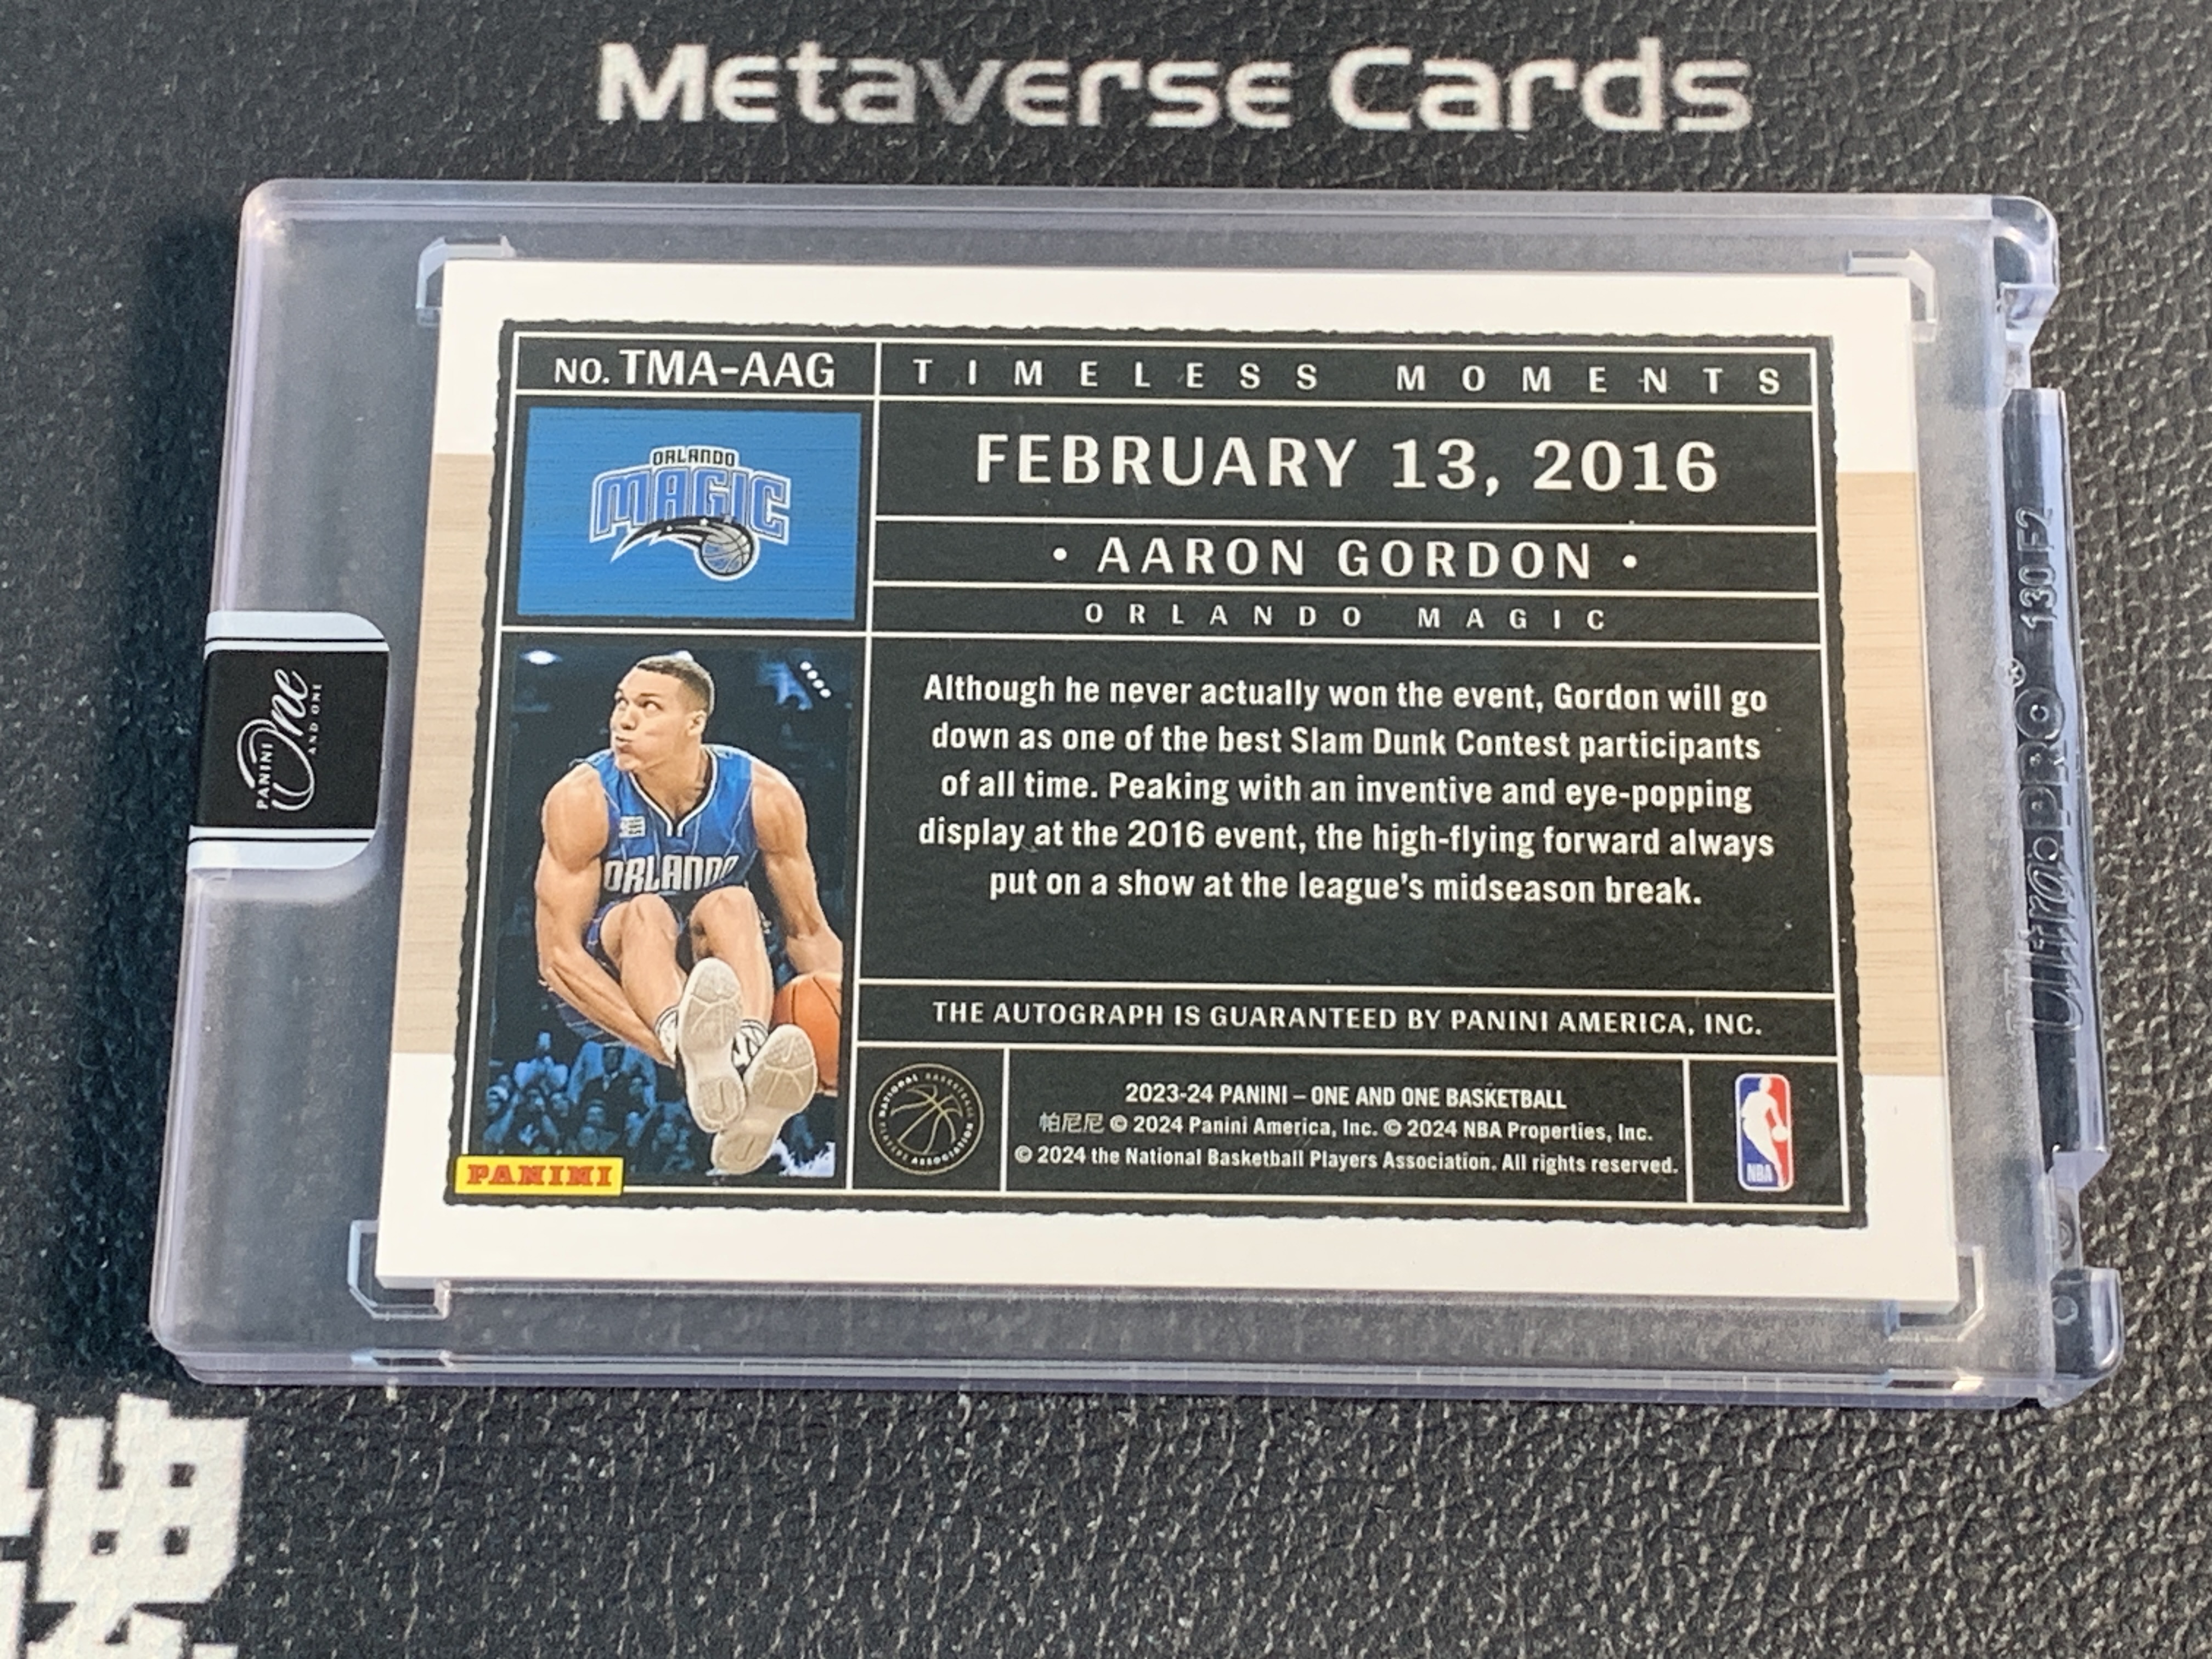 Metaverse Cards
NO. TMA-AAG
TIMELESS MOMENTS
ORLANDO
MAGIC
FEBRUARY 13, 2016
• AARON GORDON •
ORLANDO MAGIC
Although he never actually won the event, Gordon will go
down as one of the best Slam Dunk Contest participants
of all time. Peaking with an inventive and eye-popping
display at the 2016 event, the high-flying forward always
put on a show at the league's midseason break.
ORLANDO
PANINI
THE AUTOGRAPH IS GUARANTEED BY PANINI AMERICA, INC.
NATIONAL BASKETBALL
PLAYERS ASSOCIATION
2023-24 PANINI – ONE AND ONE BASKETBALL
帕尼尼 © 2024 Panini America, Inc. © 2024 NBA Properties, Inc.
© 2024 the National Basketball Players Association. All rights reserved.
NBA
PANINI
One
AND ONE
UltraPRO® 130 F2